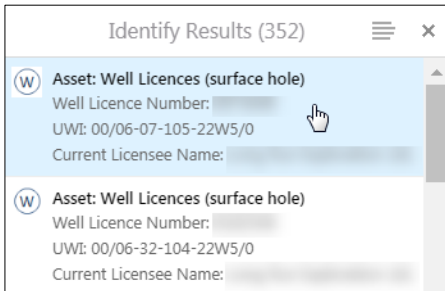 Identify Results (352)
W Asset: Well Licences (surface hole)
Well Licence Number:
UWI: 00/06-07-105-22W5/0
Current Licensee Name:
W Asset: Well Licences (surface hole)
Well Licence Number:
UWI: 00/06-32-104-22W5/0
Current Licensee Name: